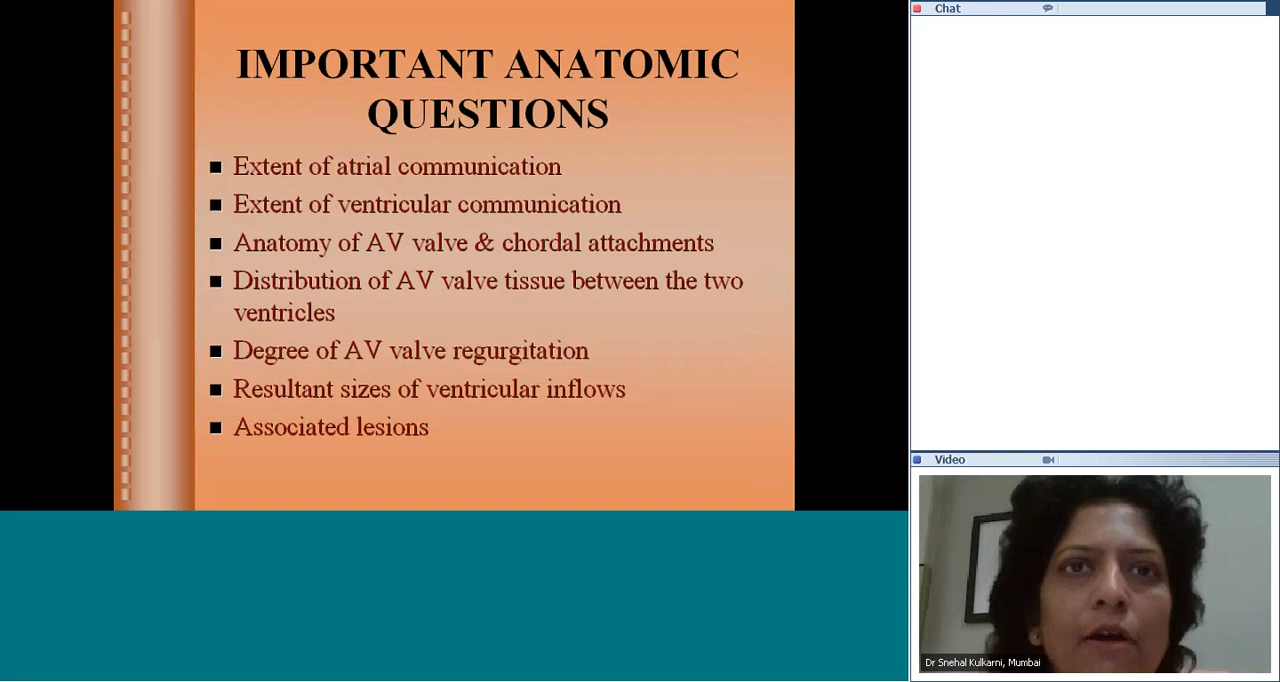 IMPORTANT ANATOMIC
QUESTIONS
Extent of atrial communication
Extent of ventricular communication
Anatomy of AV valve & chordal attachments
Distribution of AV valve tissue between the two
ventricles
Degree of AV valve regurgitation
Resultant sizes of ventricular inflows
Associated lesions
Chat
Video
Dr Snehal Kulkarni, Mumbai